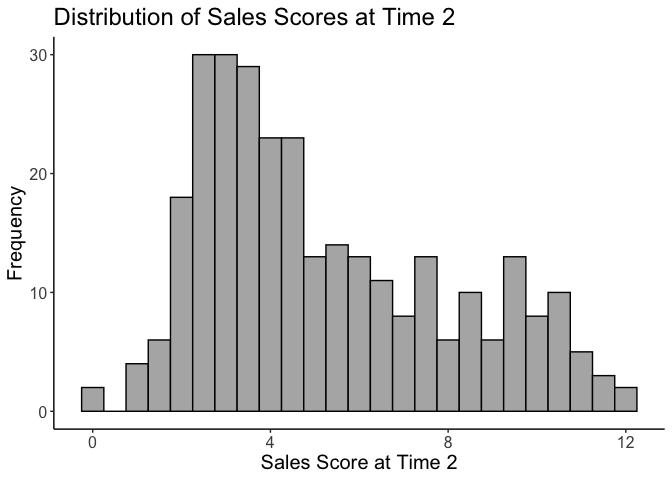 Distribution of Sales Scores at Time 2
30
20
10
0
Frequency
0 4 8 12
Sales Score at Time 2